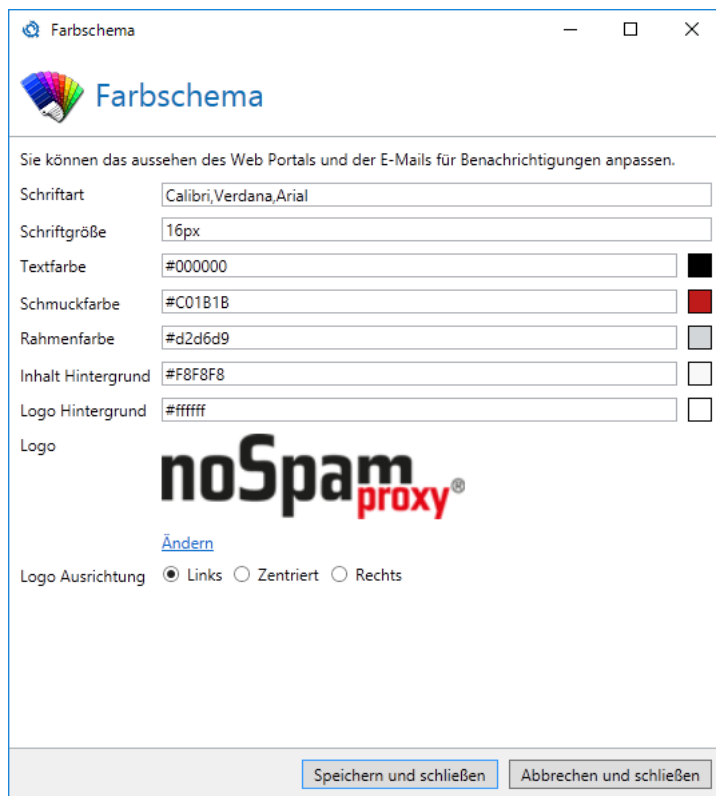 Farbschema
Farbschema
Sie können das aussehen des Web Portals und der E-Mails für Benachrichtigungen anpassen.
Schriftart Calibri,Verdana,Arial
Schriftgröße 16px
Textfarbe #000000
Schmuckfarbe #C01B1B
Rahmenfarbe #d2d6d9
Inhalt Hintergrund #F8F8F8
Logo Hintergrund #ffffff
Logo noSpam
proxy®
Ändern
Logo Ausrichtung Links Zentriert Rechts
Speichern und schließen Abbrechen und schließen